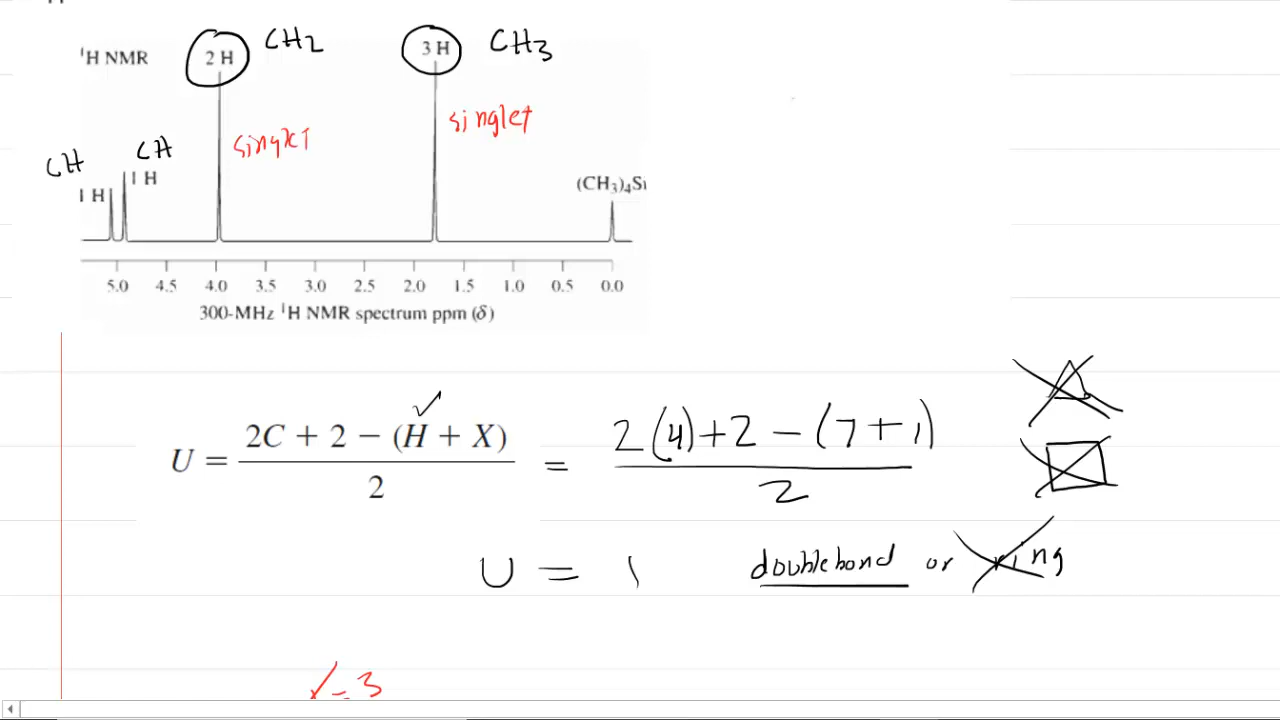 CH2
CH3
¹H NMR
2 H
3 H
singlet
singlet
CH
CH
1 H
1 H
(CH₃)₄Si
5.0 4.5 4.0 3.5 3.0 2.5 2.0 1.5 1.0 0.5 0.0
300-MHz ¹H NMR spectrum ppm (δ)
✓
U = 2C + 2 − (H + X) / 2 = 2(4)+2 − (7+1) / 2
U = 1 double bond or ring